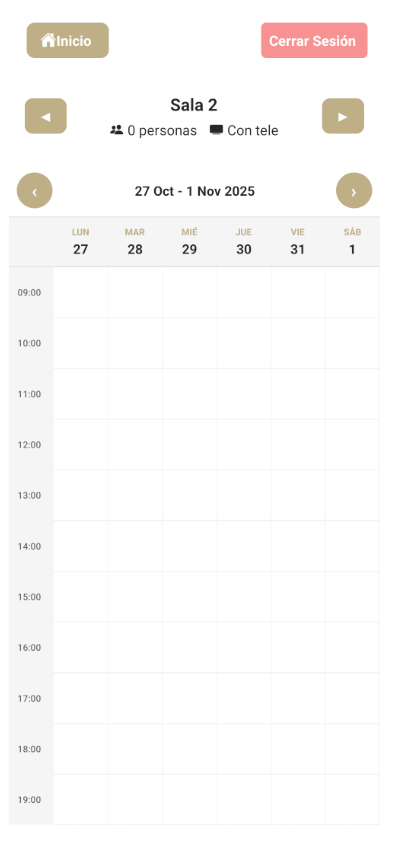 Inicio
Cerrar Sesión
Sala 2
0 personas Con tele
27 Oct - 1 Nov 2025
LUN MAR MIÉ JUE VIE SÁB
27 28 29 30 31 1
09:00
10:00
11:00
12:00
13:00
14:00
15:00
16:00
17:00
18:00
19:00